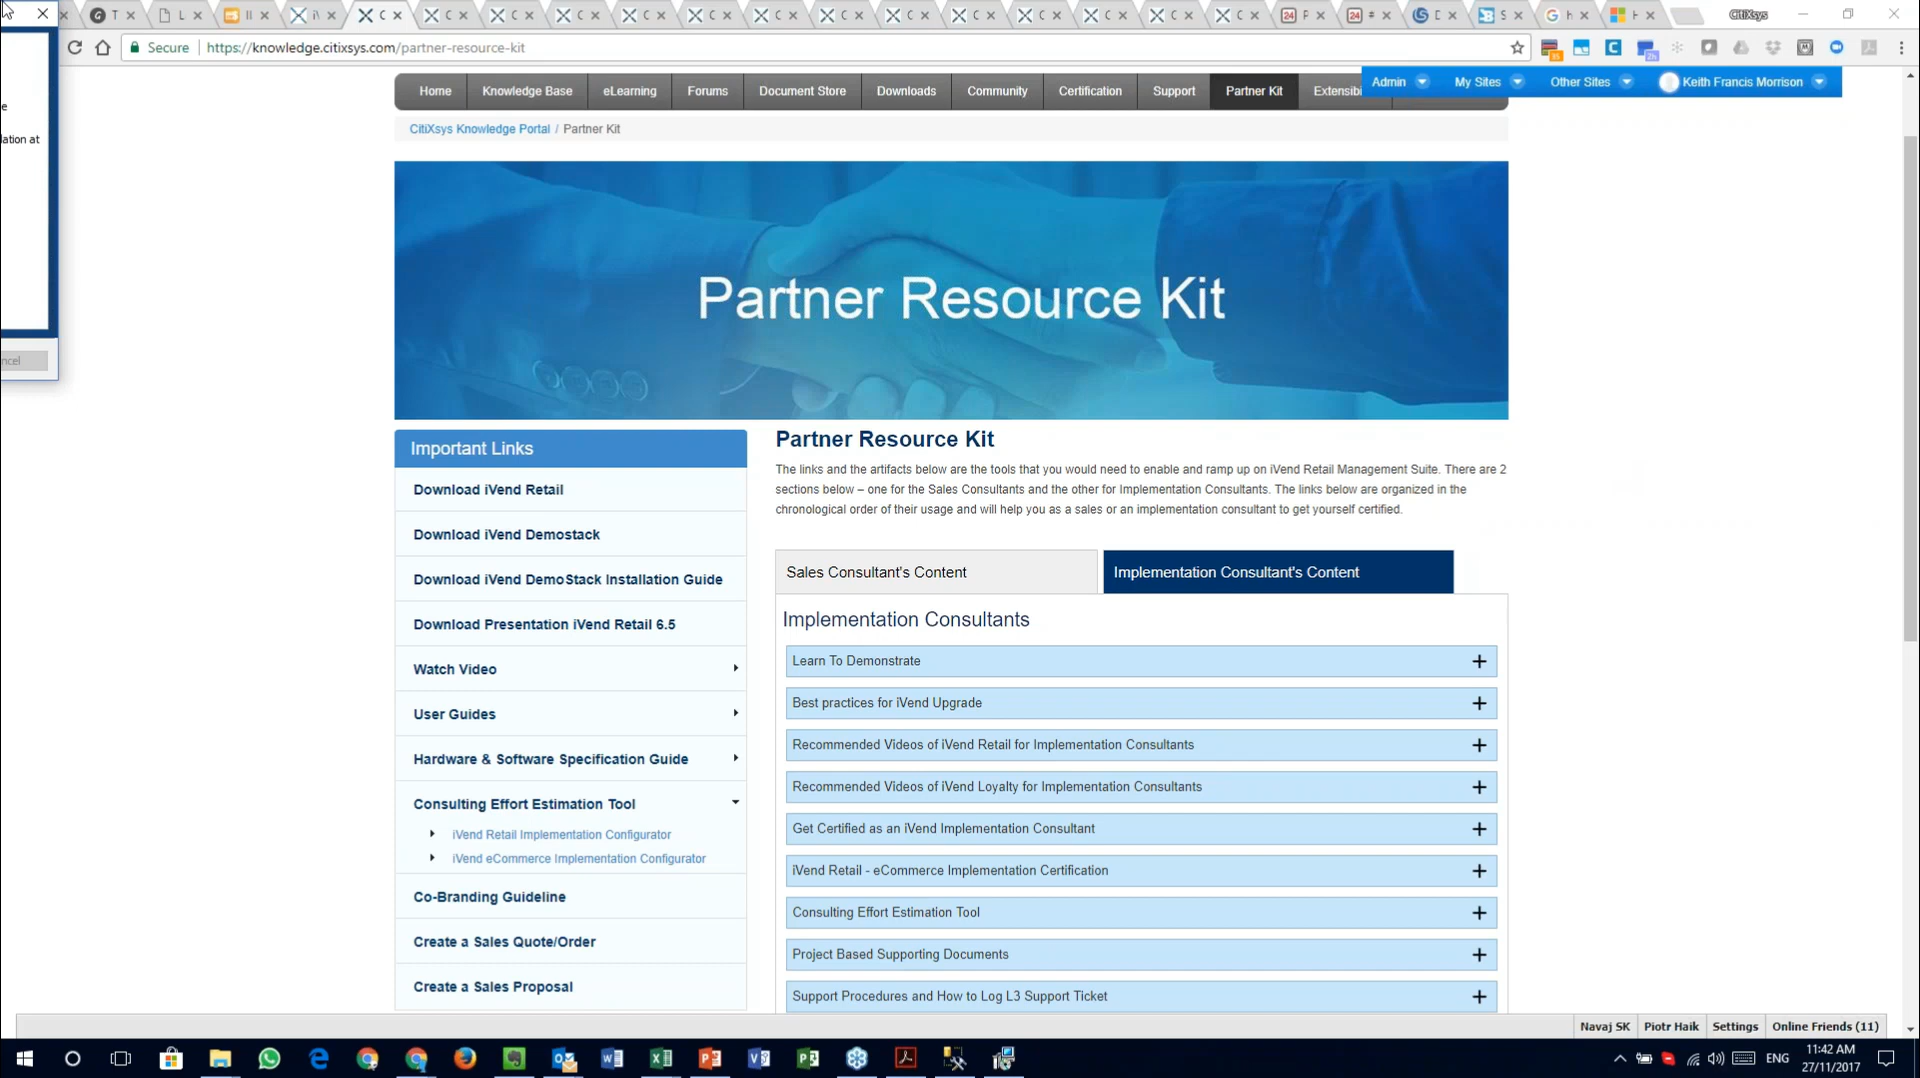 CitiXsys
Secure
https://knowledge.citixsys.com/partner-resource-kit
Home
Knowledge Base
eLearning
Forums
Document Store
Downloads
Community
Certification
Support
Partner Kit
Extensibi
Admin
My Sites
Other Sites
Keith Francis Morrison
CitiXsys Knowledge Portal / Partner Kit
lation at
ncel
Partner Resource Kit
Important Links
Download iVend Retail
Download iVend Demostack
Download iVend DemoStack Installation Guide
Download Presentation iVend Retail 6.5
Watch Video
User Guides
Hardware & Software Specification Guide
Consulting Effort Estimation Tool
iVend Retail Implementation Configurator
iVend eCommerce Implementation Configurator
Co-Branding Guideline
Create a Sales Quote/Order
Create a Sales Proposal
Partner Resource Kit
The links and the artifacts below are the tools that you would need to enable and ramp up on iVend Retail Management Suite. There are 2
sections below – one for the Sales Consultants and the other for Implementation Consultants. The links below are organized in the
chronological order of their usage and will help you as a sales or an implementation consultant to get yourself certified.
Sales Consultant's Content
Implementation Consultant's Content
Implementation Consultants
Learn To Demonstrate
Best practices for iVend Upgrade
Recommended Videos of iVend Retail for Implementation Consultants
Recommended Videos of iVend Loyalty for Implementation Consultants
Get Certified as an iVend Implementation Consultant
iVend Retail - eCommerce Implementation Certification
Consulting Effort Estimation Tool
Project Based Supporting Documents
Support Procedures and How to Log L3 Support Ticket
Navaj SK
Piotr Haik
Settings
Online Friends (11)
ENG
11:42 AM
27/11/2017